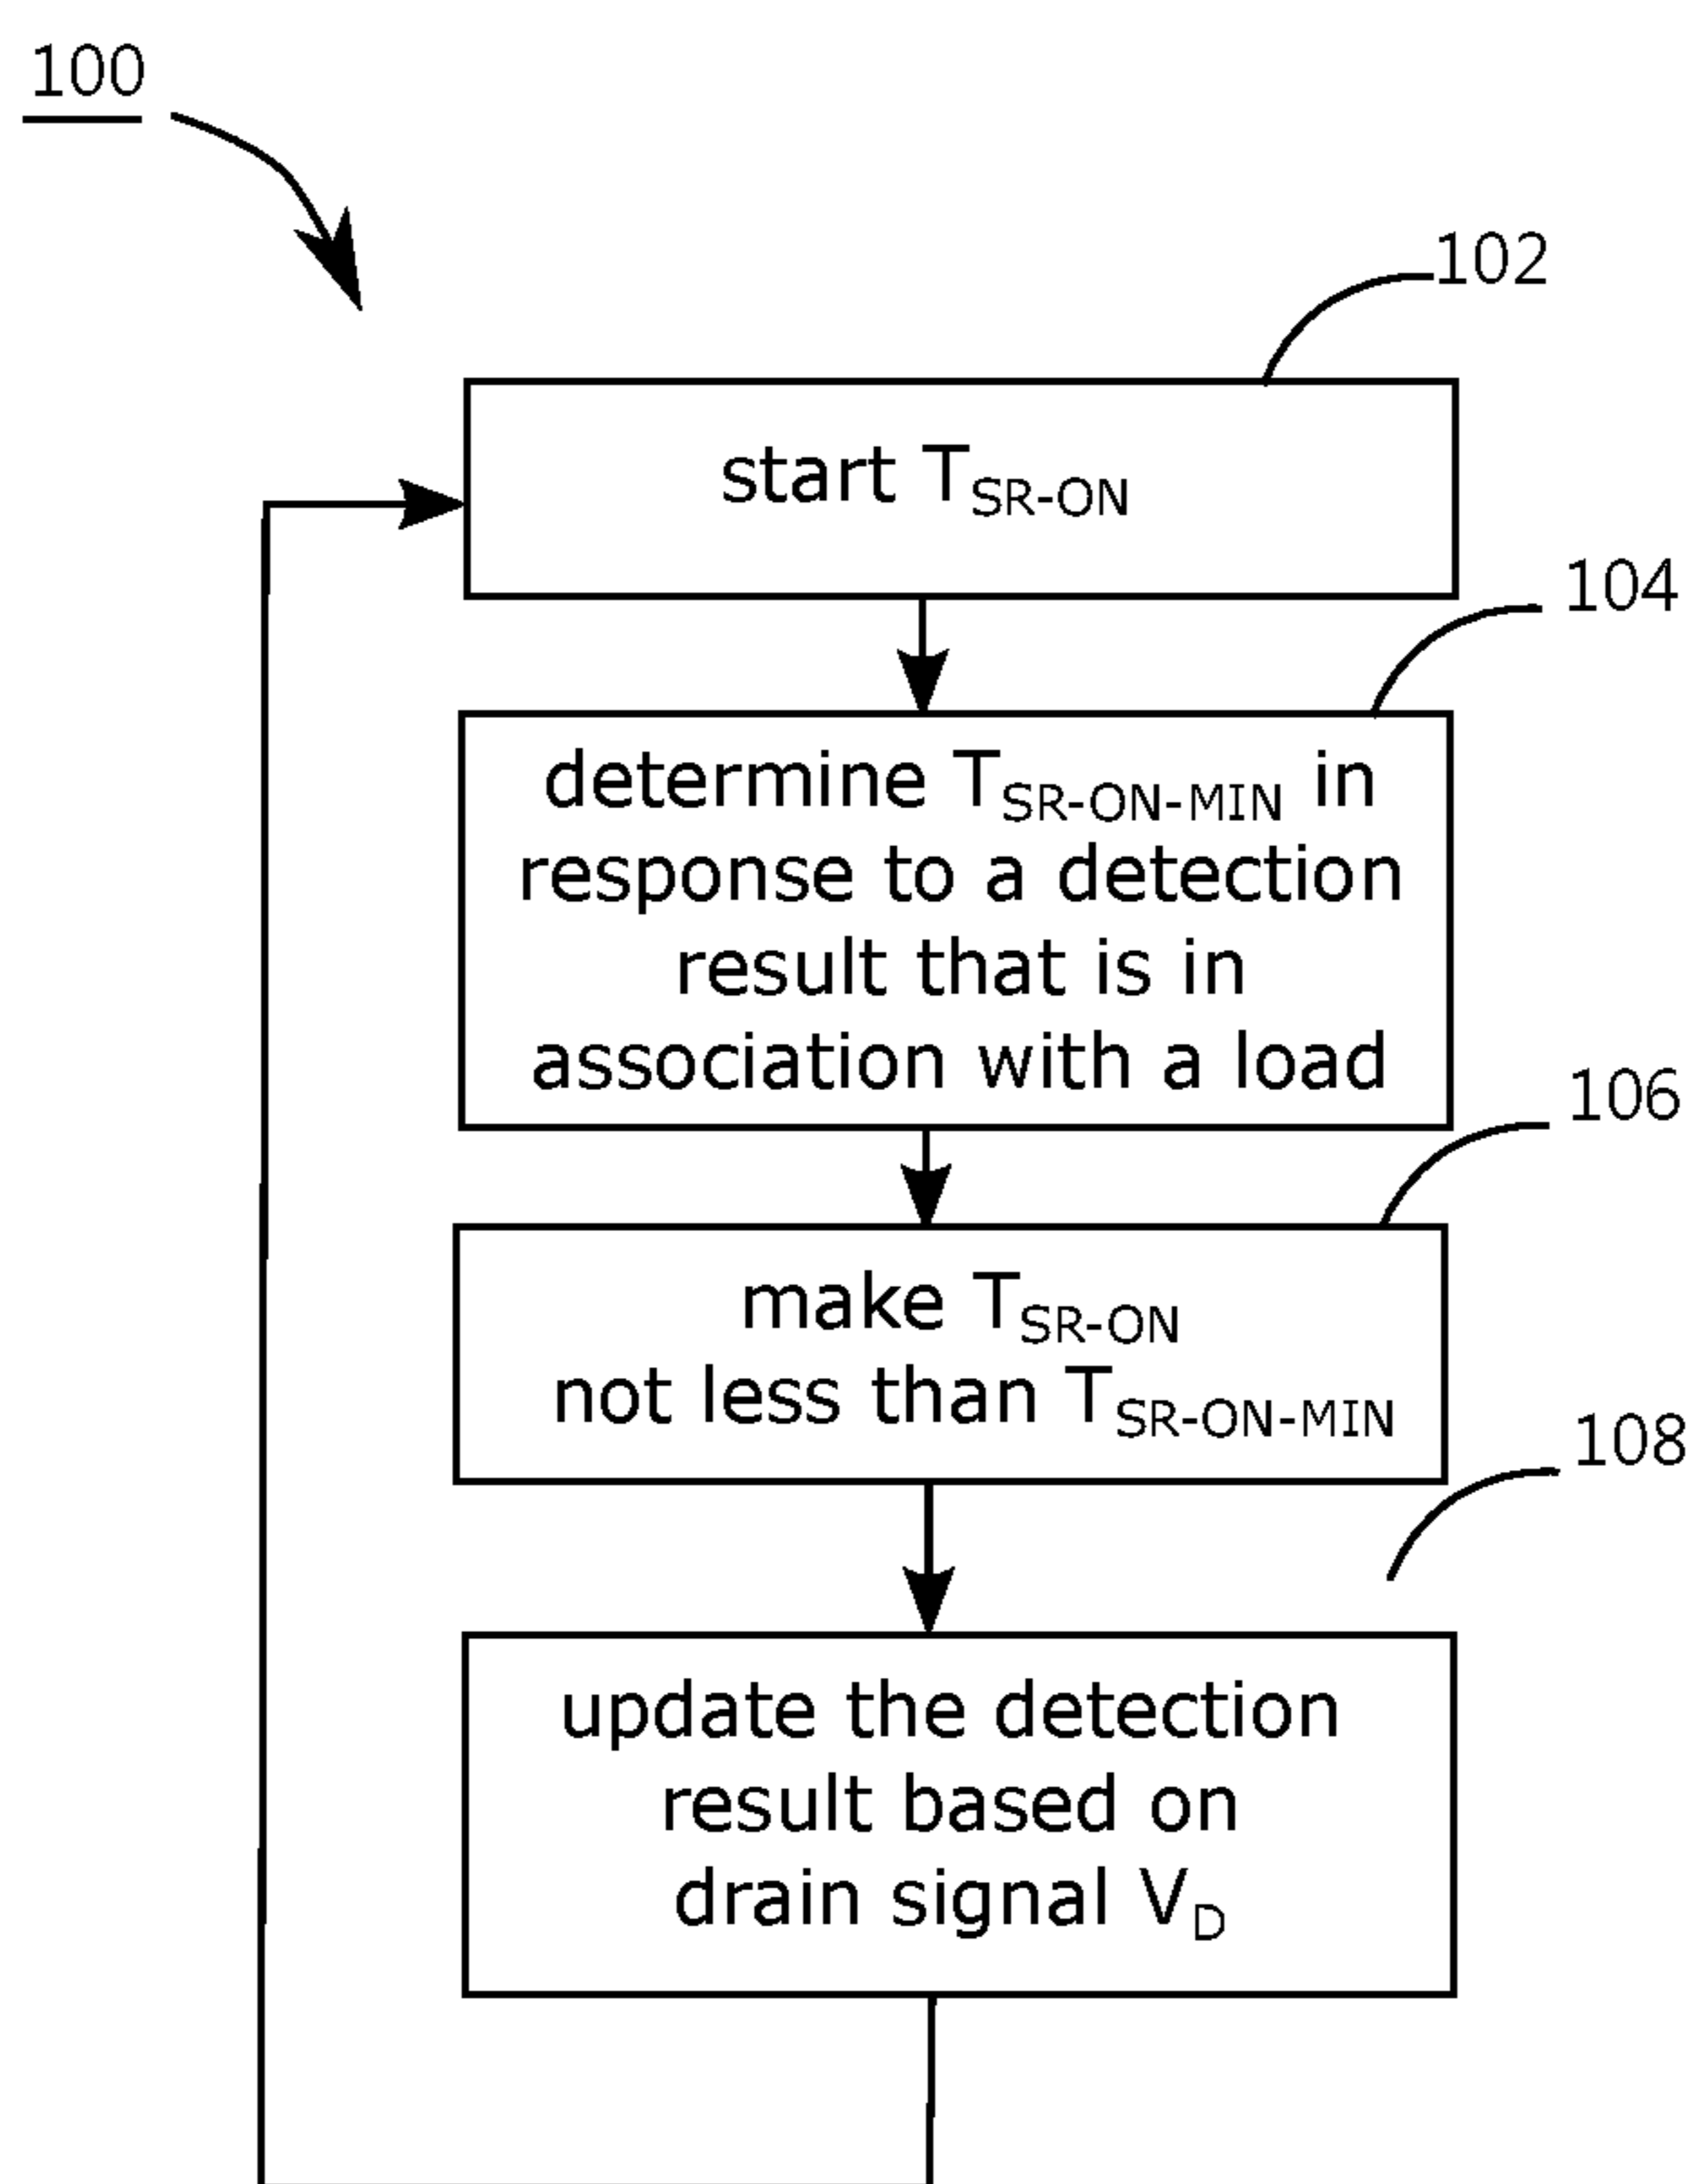 100
102
start TSR-ON
104
determine TSR-ON-MIN in
response to a detection
result that is in
association with a load
106
make TSR-ON
not less than TSR-ON-MIN
108
update the detection
result based on
drain signal VD